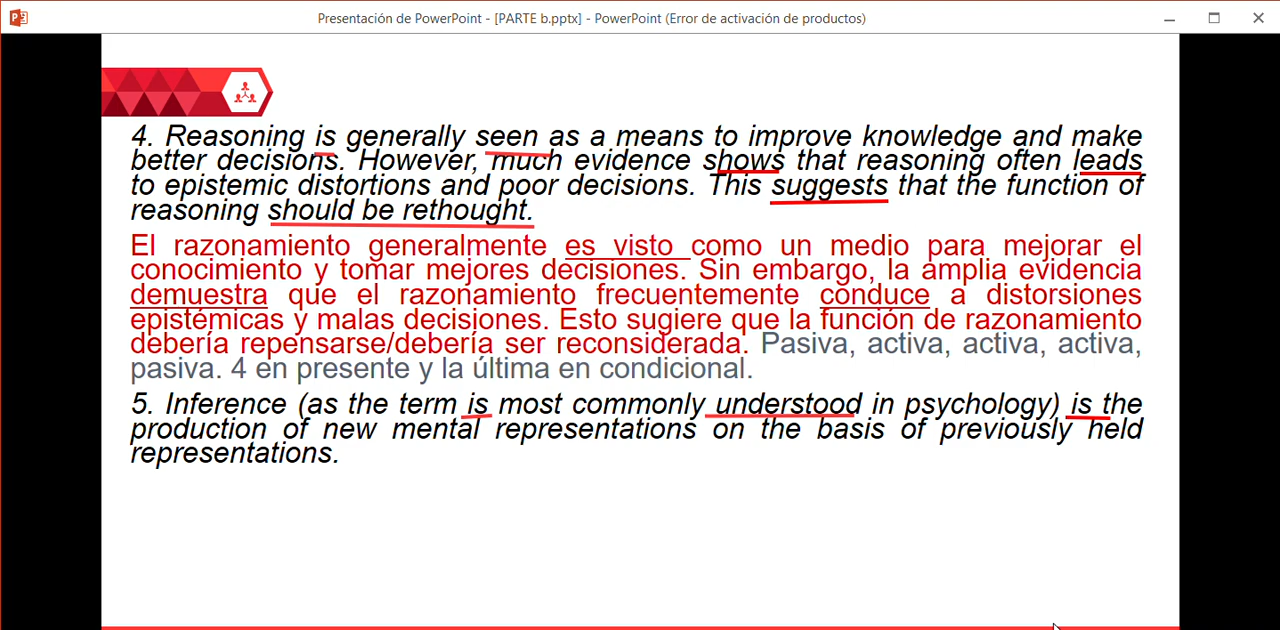 Presentación de PowerPoint - [PARTE b.pptx] - PowerPoint (Error de activación de productos)
4. Reasoning is generally seen as a means to improve knowledge and make
better decisions. However, much evidence shows that reasoning often leads
to epistemic distortions and poor decisions. This suggests that the function of
reasoning should be rethought.
El razonamiento generalmente es visto como un medio para mejorar el
conocimiento y tomar mejores decisiones. Sin embargo, la amplia evidencia
demuestra que el razonamiento frecuentemente conduce a distorsiones
epistémicas y malas decisiones. Esto sugiere que la función de razonamiento
debería repensarse/debería ser reconsiderada. Pasiva, activa, activa, activa,
pasiva. 4 en presente y la última en condicional.
5. Inference (as the term is most commonly understood in psychology) is the
production of new mental representations on the basis of previously held
representations.